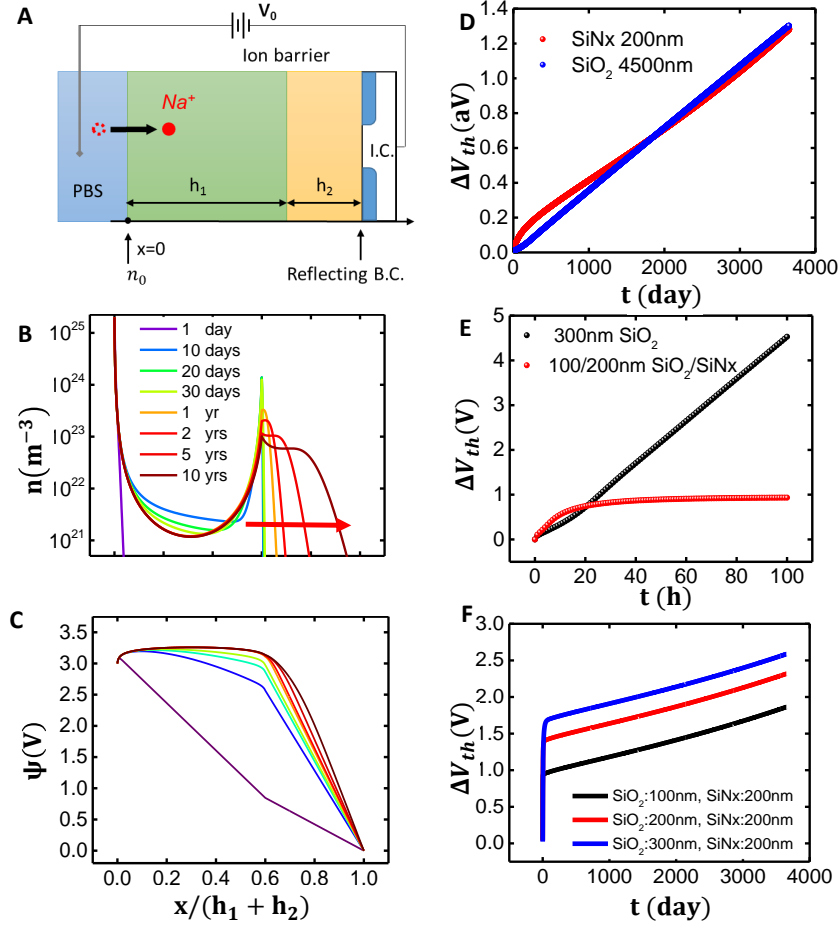 A
V₀
Ion barrier
Na⁺
I.C.
PBS
h₁
h₂
x=0
n₀
Reflecting B.C.
B
n(m⁻³)
10²⁵
10²⁴
10²³
10²²
10²¹
1 day
10 days
20 days
30 days
1 yr
2 yrs
5 yrs
10 yrs
C
Ψ(V)
3.5
3.0
2.5
2.0
1.5
1.0
0.5
0.0
0.0 0.2 0.4 0.6 0.8 1.0
x/(h₁ + h₂)
D
ΔVth(aV)
1.4
1.2
1.0
0.8
0.6
0.4
0.2
0.0
SiNx 200nm
SiO₂ 4500nm
0 1000 2000 3000 4000
t (day)
E
ΔVth(V)
5
4
3
2
1
0
300nm SiO₂
100/200nm SiO₂/SiNx
0 20 40 60 80 100
t (h)
F
ΔVth(V)
3.0
2.5
2.0
1.5
1.0
0.5
0.0
SiO₂:100nm, SiNx:200nm
SiO₂:200nm, SiNx:200nm
SiO₂:300nm, SiNx:200nm
0 1000 2000 3000 4000
t (day)